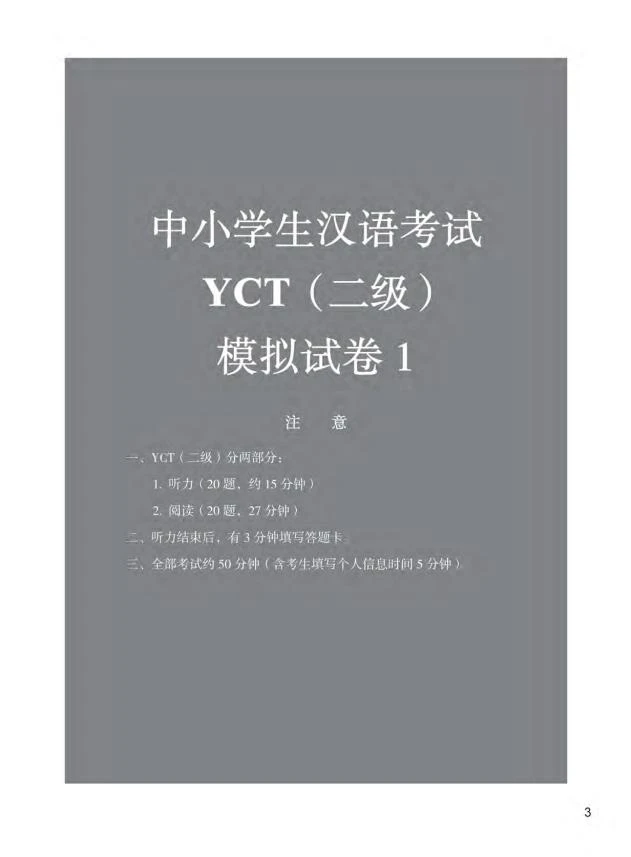 中小学生汉语考试
YCT（二级）
模拟试卷 1
注 意
一、YCT（二级）分两部分：
1. 听力（20 题，约 15 分钟）
2. 阅读（20 题，27 分钟）
二、听力结束后，有 3 分钟填写答题卡。
三、全部考试约 50 分钟（含考生填写个人信息时间 5 分钟）
3